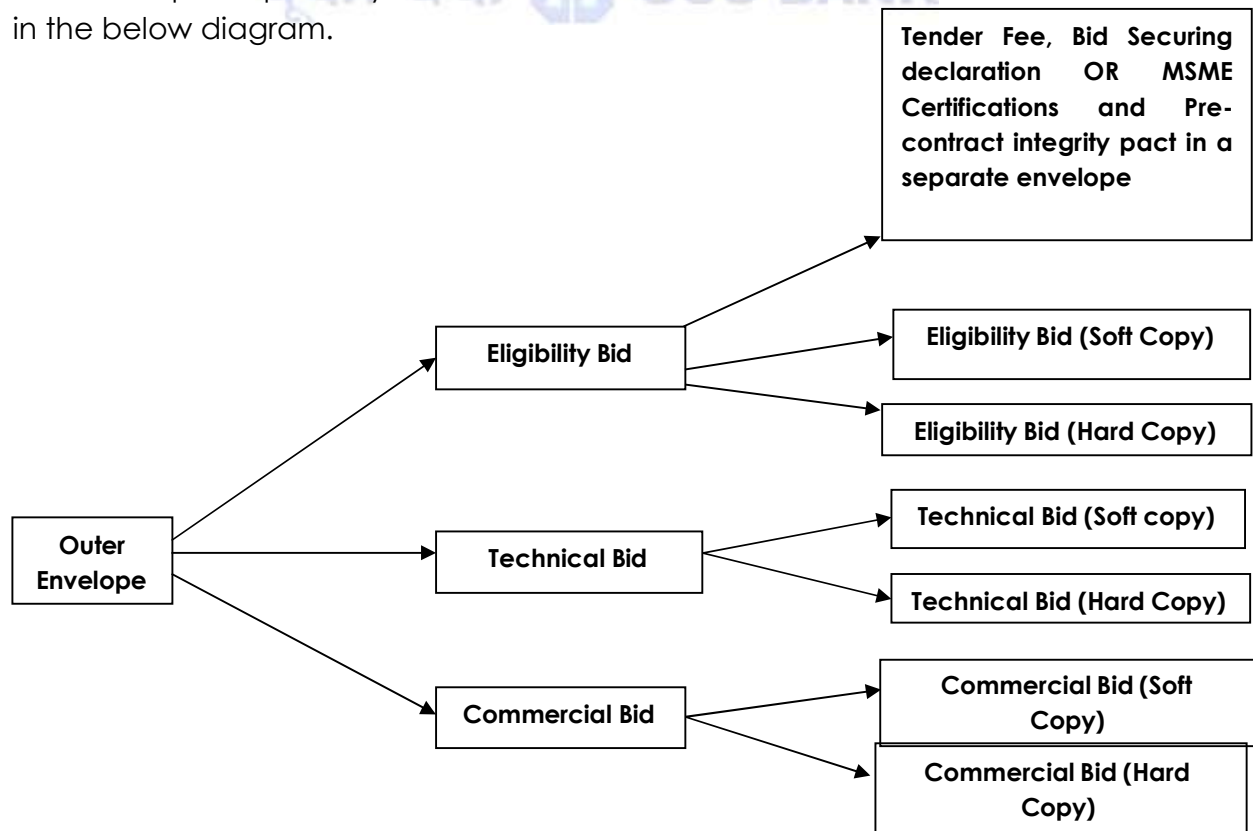 in the below diagram.
Tender Fee, Bid Securing
declaration OR MSME
Certifications and Pre-
contract integrity pact in a
separate envelope
Eligibility Bid
Eligibility Bid (Soft Copy)
Eligibility Bid (Hard Copy)
Outer
Envelope
Technical Bid
Technical Bid (Soft copy)
Technical Bid (Hard Copy)
Commercial Bid
Commercial Bid (Soft
Copy)
Commercial Bid (Hard
Copy)